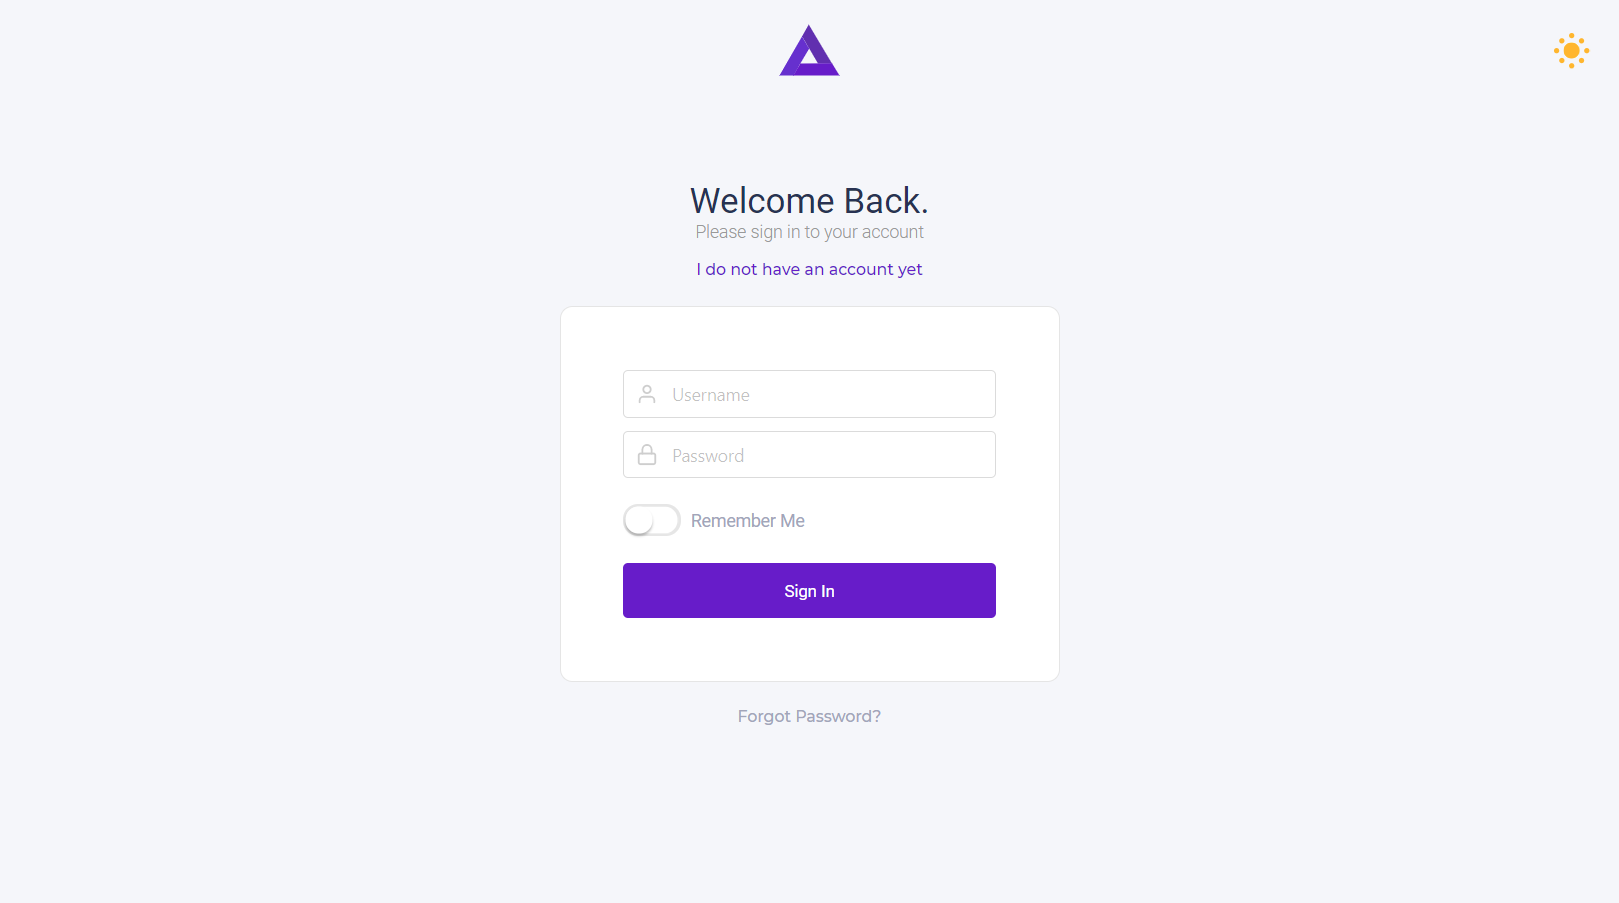 Welcome Back.
Please sign in to your account
I do not have an account yet
Username
Password
Remember Me
Sign In
Forgot Password?